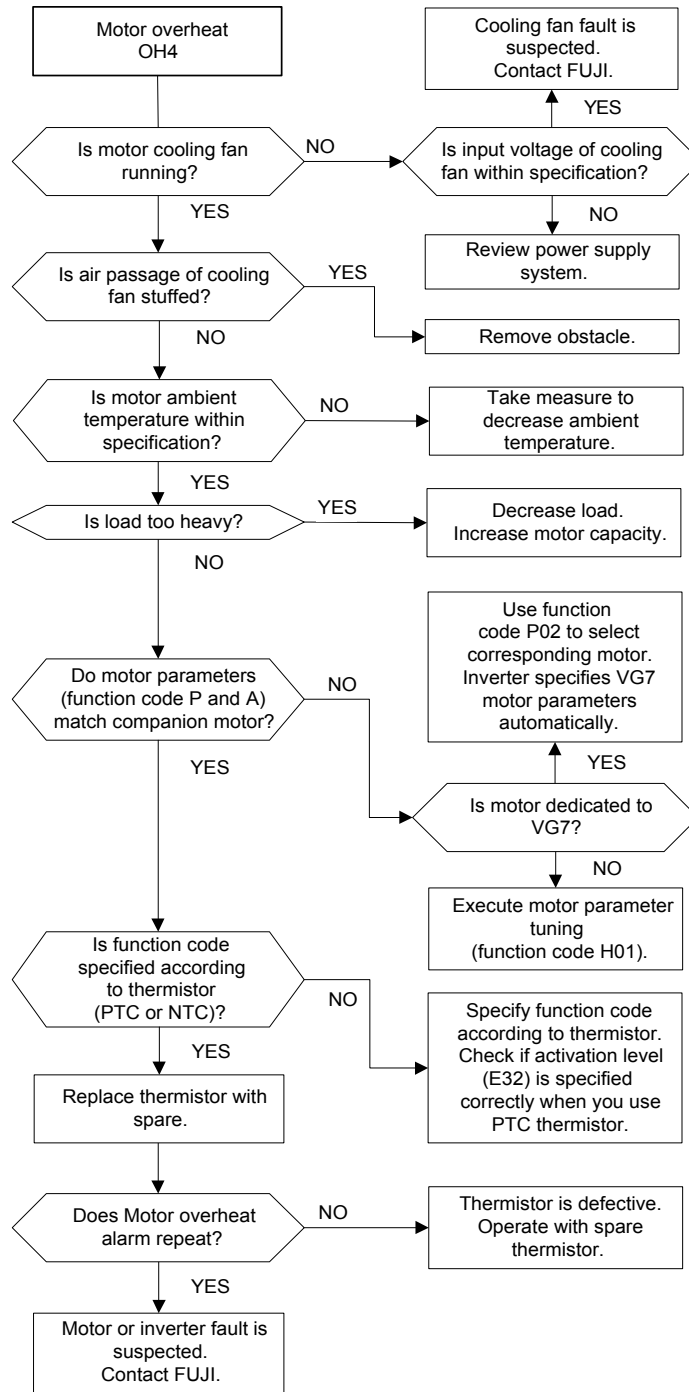 Motor overheat
OH4
Cooling fan fault is
suspected.
Contact FUJI.
YES
Is motor cooling fan
running?
NO
Is input voltage of cooling
fan within specification?
YES
NO
Review power supply
system.
Is air passage of cooling
fan stuffed?
YES
Remove obstacle.
NO
Is motor ambient
temperature within
specification?
NO
Take measure to
decrease ambient
temperature.
YES
Is load too heavy?
YES
Decrease load.
Increase motor capacity.
NO
Use function
code P02 to select
corresponding motor.
Inverter specifies VG7
motor parameters
automatically.
Do motor parameters
(function code P and A)
match companion motor?
NO
YES
YES
Is motor dedicated to
VG7?
NO
Execute motor parameter
tuning
(function code H01).
Is function code
specified according
to thermistor
(PTC or NTC)?
NO
Specify function code
according to thermistor.
Check if activation level
(E32) is specified
correctly when you use
PTC thermistor.
YES
Replace thermistor with
spare.
Does Motor overheat
alarm repeat?
NO
Thermistor is defective.
Operate with spare
thermistor.
YES
Motor or inverter fault is
suspected.
Contact FUJI.